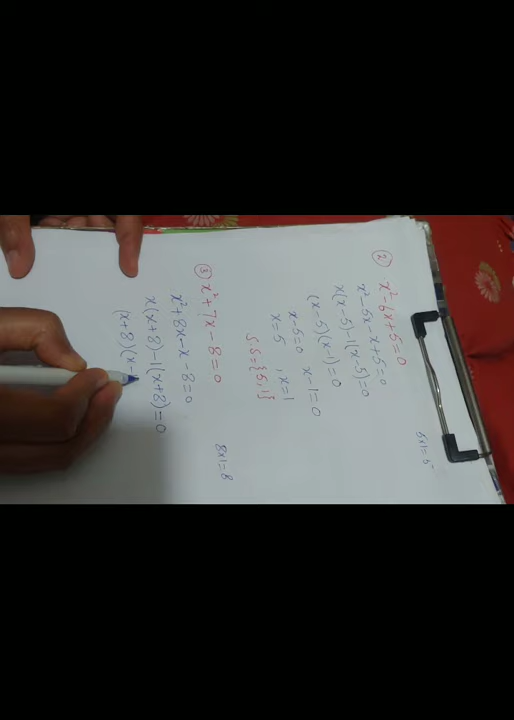 ② x² - 6x + 5 = 0
5x1=5
x² - 5x - x + 5 = 0
x(x - 5) - 1(x - 5) = 0
(x - 5)(x - 1) = 0
x - 5 = 0 x - 1 = 0
x = 5 , x = 1
S.S = {5, 1}
③ x² + 7x - 8 = 0
8x1=8
x² + 8x - x - 8 = 0
x(x + 8) - 1(x + 8) = 0
(x + 8)(x -